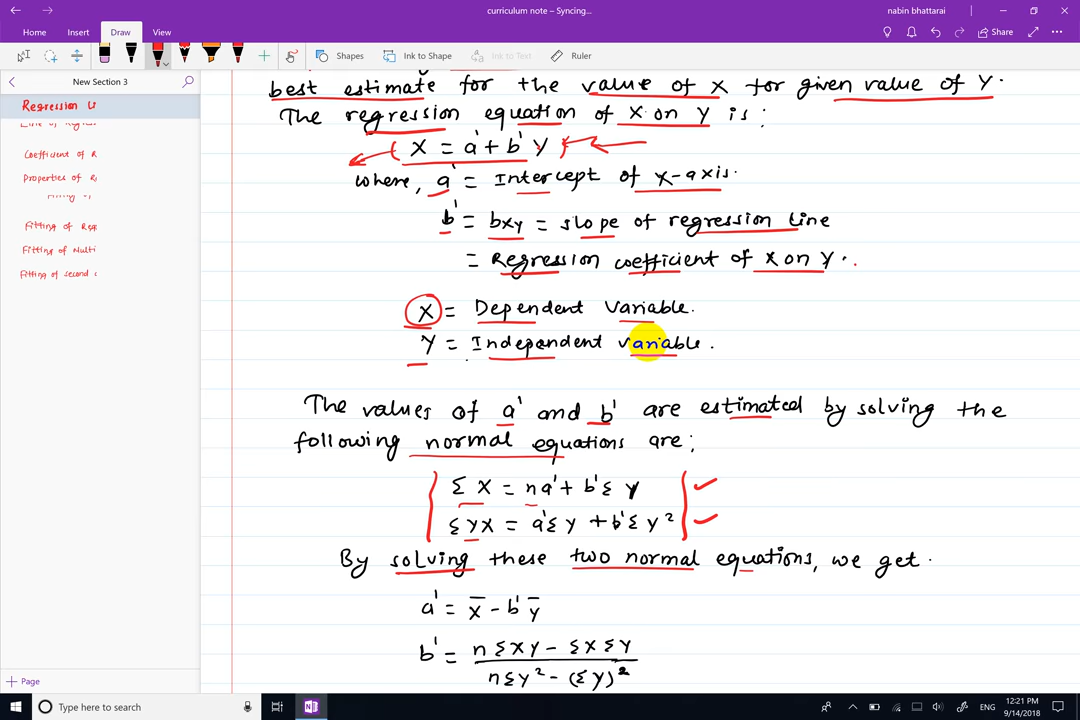 curriculum note - Syncing...
nabin bhattarai
Home Insert Draw View
Share
Shapes
Ink to Shape
Ink to Text
Ruler
New Section 3
Regression Li
Coefficient of R
Properties of R
Fitting of Reg
Fitting of Multi
Fitting of second o
best estimate for the value of X for given value of Y.
The regression equation of X on Y is:
X = a' + b' Y
where, a' = Intercept of x-axis.
b' = bxy = slope of regression line
= Regression coefficient of X on Y.
X = Dependent variable.
Y = Independent variable.
The values of a' and b' are estimated by solving the
following normal equations are;
Σ X = na' + b'Σ Y
Σ YX = a'Σ Y + b'Σ Y²
By solving these two normal equations, we get.
a' = x̄ - b' ȳ
b' = nΣXY - ΣXΣY
nΣY² - (ΣY)²
+ Page
Type here to search
ENG
12:21 PM
9/14/2018